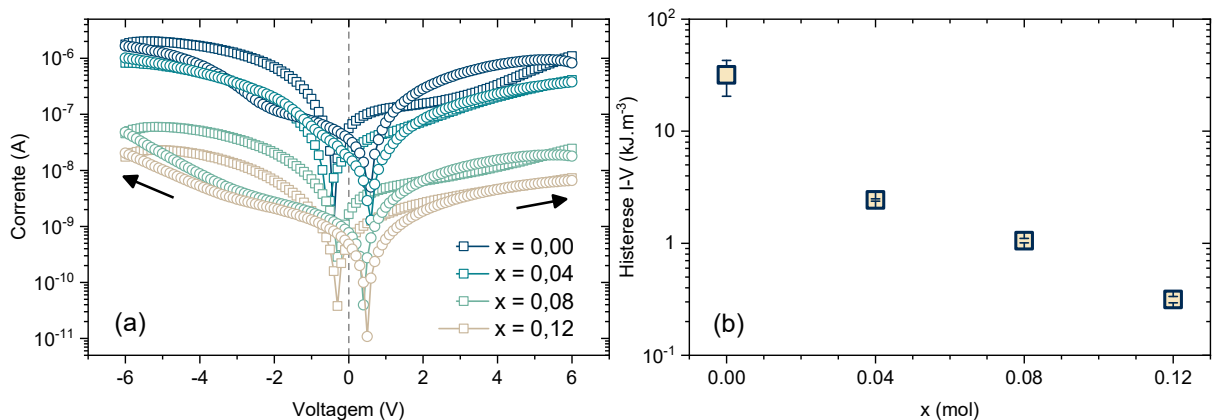 10⁻⁶
10⁻⁷
10⁻⁸
10⁻⁹
10⁻¹⁰
10⁻¹¹
Corrente (A)
x = 0,00
x = 0,04
x = 0,08
x = 0,12
(a)
-6 -4 -2 0 2 4 6
Voltagem (V)
10²
10
1
10⁻¹
Histerese I-V (kJ.m⁻³)
(b)
0.00 0.04 0.08 0.12
x (mol)